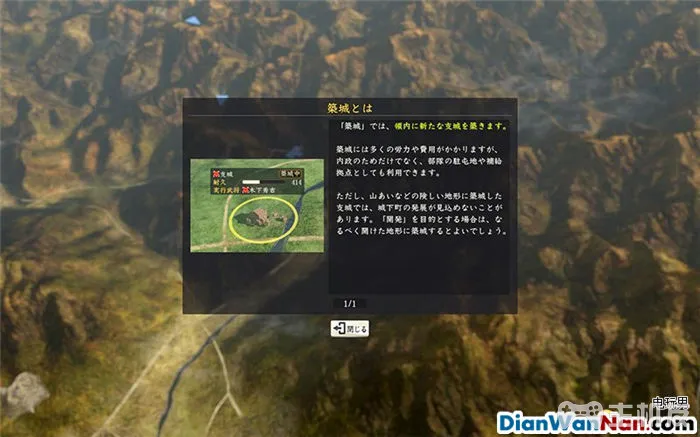 築城とは
「築城」では、領内に新たな支城を築きます。
築城には多くの労力や費用がかかりますが、
内政のためだけでなく、部隊の駐屯地や補給
拠点としても利用できます。
ただし、山あいなどの険しい地形に築城した
支城では、城下町の発展が見込めないことが
あります。「開発」を目的とする場合は、な
るべく開けた地形に築城するとよいでしょう。
支城 築城中
耐久 414
実行武将 木下秀吉
1/1
閉じる
电玩男
DianWanNan.com